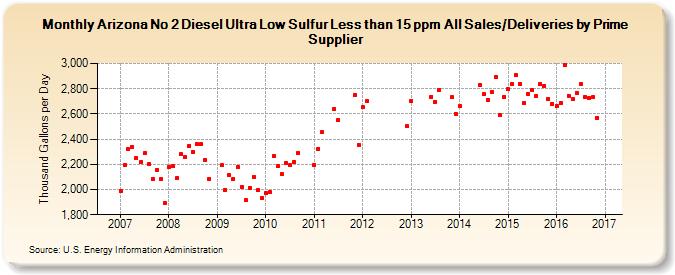 Monthly Arizona No 2 Diesel Ultra Low Sulfur Less than 15 ppm All Sales/Deliveries by Prime
Supplier
Thousand Gallons per Day
3,000
2,800
2,600
2,400
2,200
2,000
1,800
2007 2008 2009 2010 2011 2012 2013 2014 2015 2016 2017
Source: U.S. Energy Information Administration